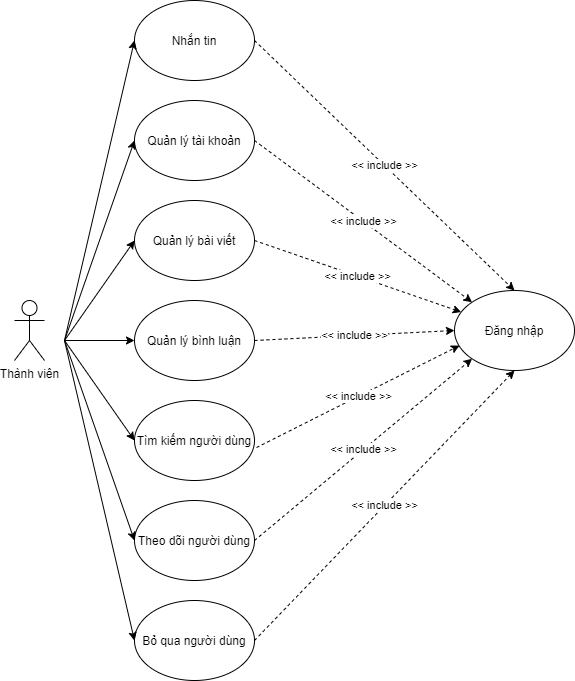 Nhắn tin
<< include >>
Quản lý tài khoản
<< include >>
Quản lý bài viết
<< include >>
Quản lý bình luận
<< include >>
Đăng nhập
Thành viên
Tìm kiếm người dùng
<< include >>
Theo dõi người dùng
<< include >>
Bỏ qua người dùng
<< include >>